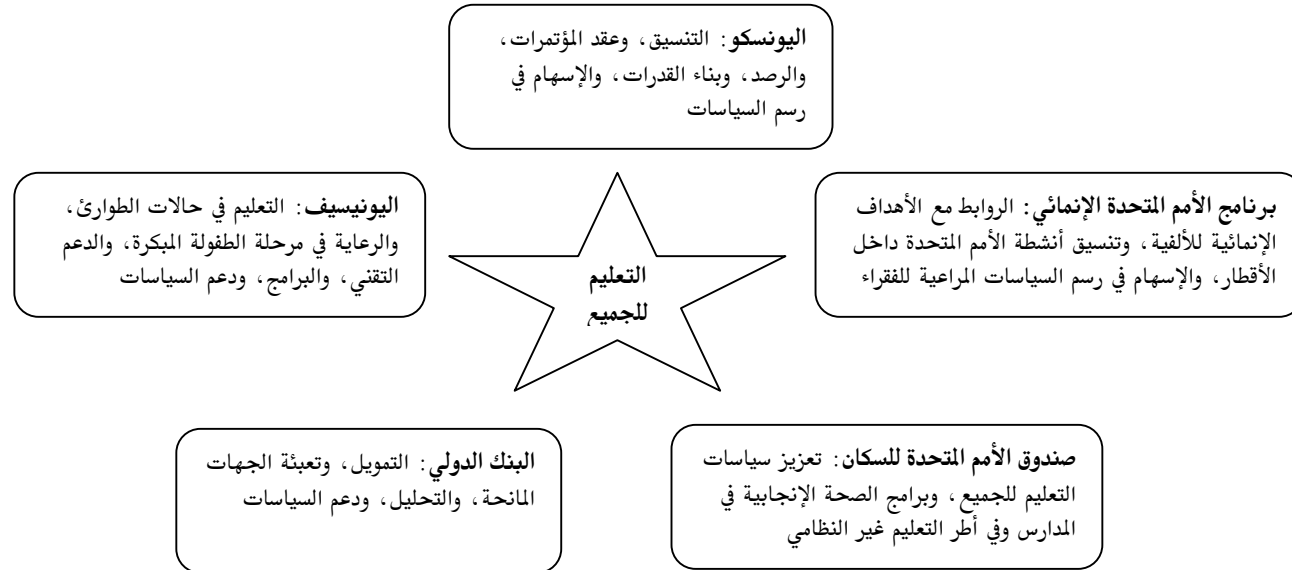 اليونسكو: التنسيق، وعقد المؤتمرات،
والرصد، وبناء القدرات، والإسهام في
رسم السياسات
برنامج الأمم المتحدة الإنمائي: الروابط مع الأهداف
الإنمائية للألفية، وتنسيق أنشطة الأمم المتحدة داخل
الأقطار، والإسهام في رسم السياسات المراعية للفقراء
اليونيسيف: التعليم في حالات الطوارئ،
والرعاية في مرحلة الطفولة المبكرة، والدعم
التقني، والبرامج، ودعم السياسات
التعليم
للجميع
صندوق الأمم المتحدة للسكان: تعزيز سياسات
التعليم للجميع، وبرامج الصحة الإنجابية في
المدارس وفي أطر التعليم غير النظامي
البنك الدولي: التمويل، وتعبئة الجهات
المانحة، والتحليل، ودعم السياسات